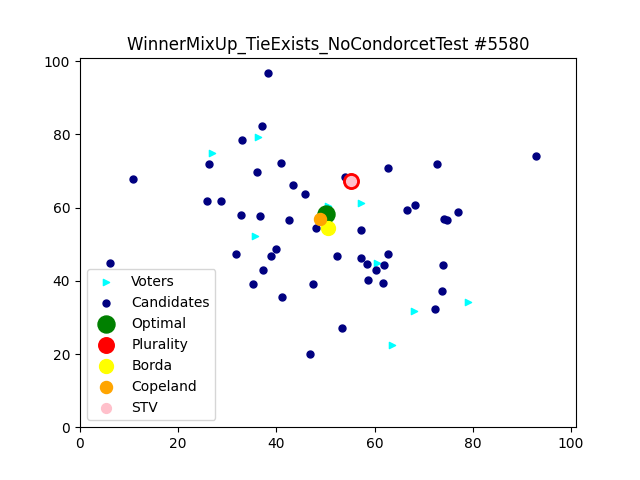 WinnerMixUp_TieExists_NoCondorcetTest #5580
100
80
60
40
20
0
Voters
Candidates
Optimal
Plurality
Borda
Copeland
STV
0 20 40 60 80 100